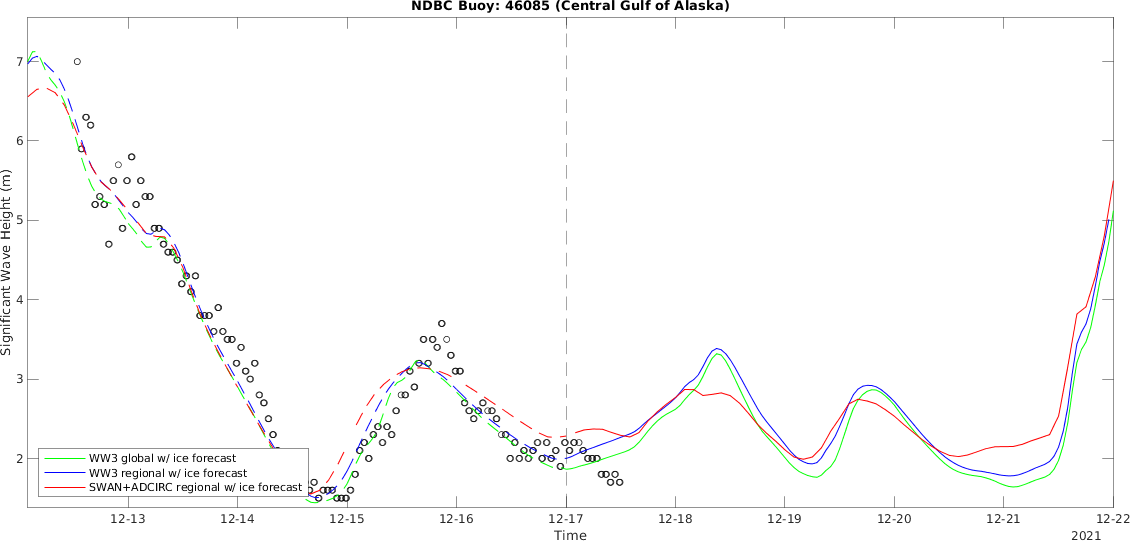 NDBC Buoy: 46085 (Central Gulf of Alaska)
Significant Wave Height (m)
7
6
5
4
3
2
WW3 global w/ ice forecast
WW3 regional w/ ice forecast
SWAN+ADCIRC regional w/ ice forecast
12-13 12-14 12-15 12-16 12-17 12-18 12-19 12-20 12-21 12-22
Time
2021